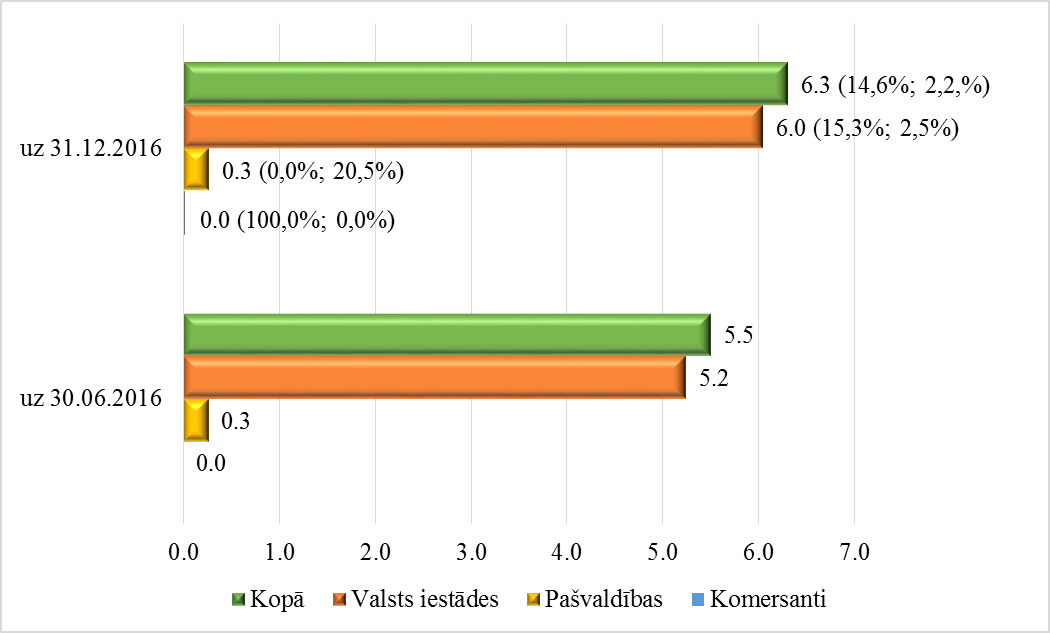 6.3 (14,6%; 2,2,%)
6.0 (15,3%; 2,5%)
uz 31.12.2016
0.3 (0,0%; 20,5%)
0.0 (100,0%; 0,0%)
5.5
5.2
uz 30.06.2016
0.3
0.0
0.0 1.0 2.0 3.0 4.0 5.0 6.0 7.0
Kopā Valsts iestādes Pašvaldības Komersanti